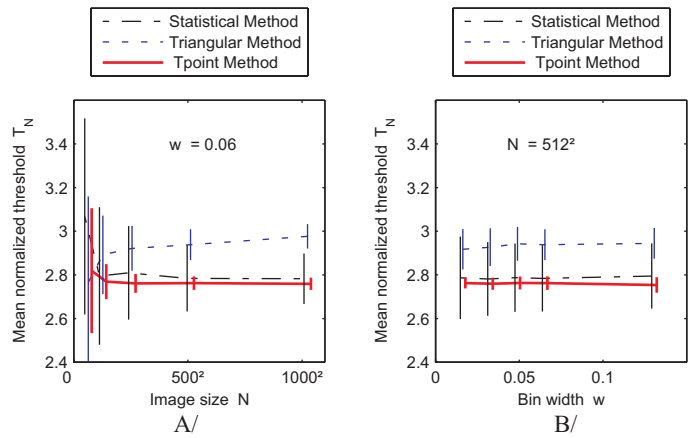 Statistical Method
Triangular Method
Tpoint Method
Mean normalized threshold T_N
3.4
3.2
3
2.8
2.6
2.4
w = 0.06
0
500²
1000²
Image size N
A/
Statistical Method
Triangular Method
Tpoint Method
Mean normalized threshold T_N
3.4
3.2
3
2.8
2.6
2.4
N = 512²
0
0.05
0.1
Bin width w
B/